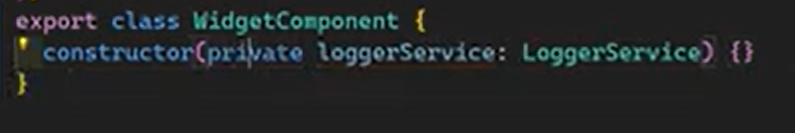 export class WidgetComponent {
constructor(private loggerService: LoggerService) {}
}